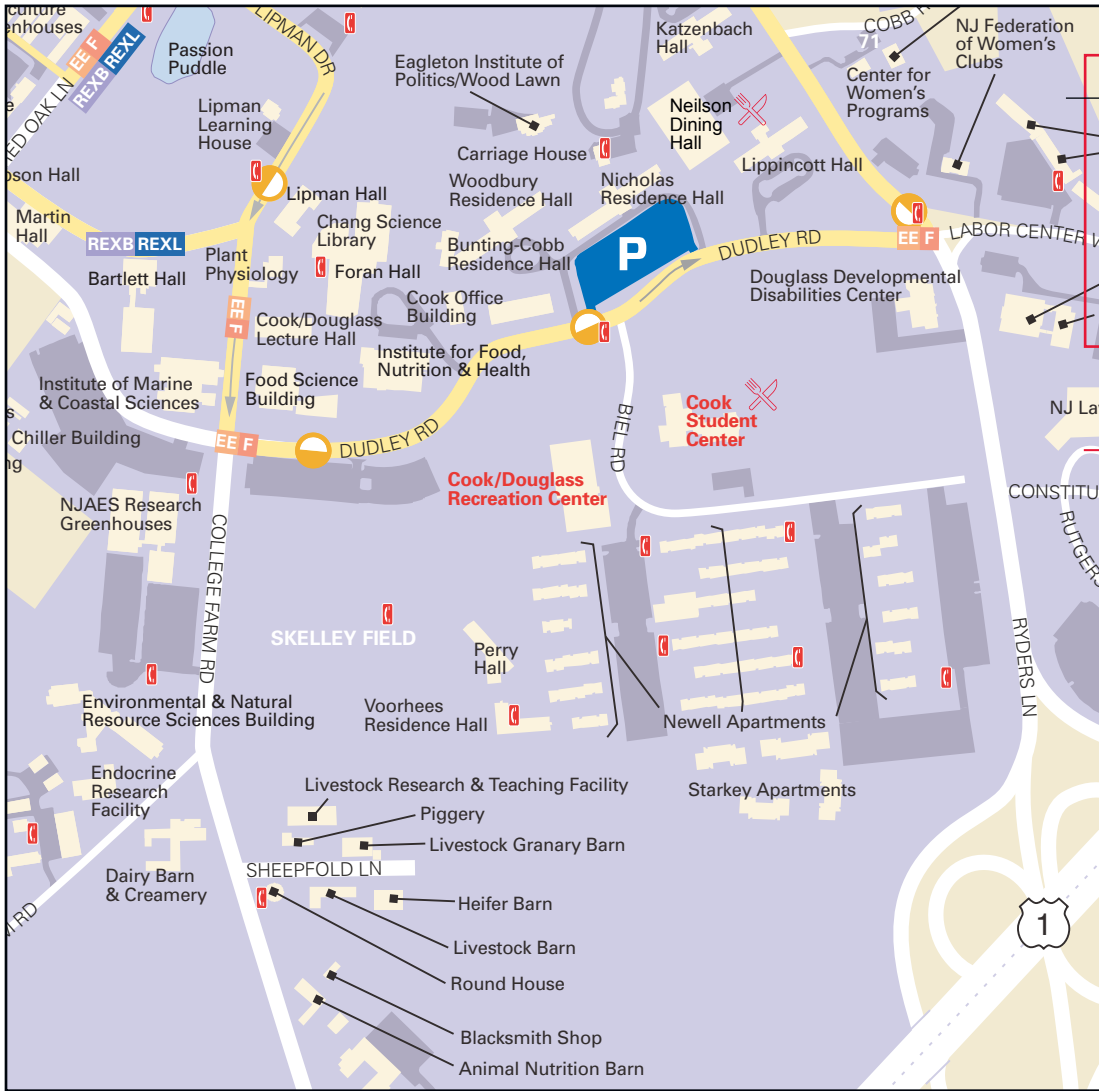 enhouses
EE F
REXB REXL
RED OAK LN
Passion
Puddle
LIPMAN DR
Lipman
Learning
House
Eagleton Institute of
Politics/Wood Lawn
Katzenbach
Hall
COBB
71
NJ Federation
of Women's
Clubs
Center for
Women's
Programs
Neilson
Dining
Hall
Carriage House
Lippincott Hall
Woodbury
Residence Hall
Nicholas
Residence Hall
Martin
Hall
Lipman Hall
Chang Science
Library
REXB REXL
Bartlett Hall
Plant
Physiology
Foran Hall
Bunting-Cobb
Residence Hall
P
DUDLEY RD
EE F
LABOR CENTER
Douglass Developmental
Disabilities Center
Cook Office
Building
EE F
Cook/Douglass
Lecture Hall
Institute for Food,
Nutrition & Health
Institute of Marine
& Coastal Sciences
Food Science
Building
Chiller Building
EE F
DUDLEY RD
BIEL RD
Cook
Student
Center
NJ
Cook/Douglass
Recreation Center
NJAES Research
Greenhouses
COLLEGE FARM RD
CONSTITU
RUTGERS
SKELLEY FIELD
Perry
Hall
RYDERS LN
Environmental & Natural
Resource Sciences Building
Voorhees
Residence Hall
Newell Apartments
Endocrine
Research
Facility
Livestock Research & Teaching Facility
Starkey Apartments
Piggery
Livestock Granary Barn
SHEEPFOLD LN
Dairy Barn
& Creamery
RD
Heifer Barn
1
Livestock Barn
Round House
Blacksmith Shop
Animal Nutrition Barn